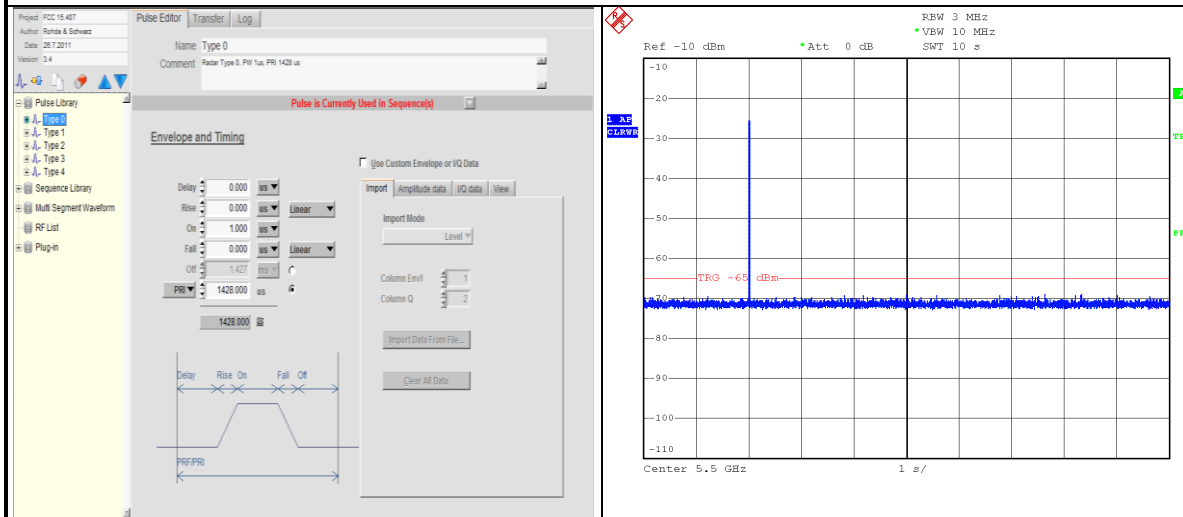 Project FCC 15.407
Author Rohde & Schwarz
Date 26.7.2011
Version 3.4
Pulse Library
Type 0
Type 1
Type 2
Type 3
Type 4
Sequence Library
Multi Segment Waveform
RF List
Plug-in
Pulse Editor Transfer Log
Name Type 0
Comment Radar Type 0, PW 1us, PRI 1428 us
Pulse is Currently Used in Sequence(s)
Envelope and Timing
Use Custom Envelope or I/Q Data
Delay 0.000 us
Rise 0.000 us Linear
On 1.000 us
Fall 0.000 us Linear
Off 1.427 ms
PRI 1428.000 us
1428.000
Import Amplitude data I/Q data View
Import Mode
Level
Column Env/I 1
Column Q 2
Import Data From File...
Clear All Data
Delay Rise On Fall Off
PRF/PRI
RBW 3 MHz
* VBW 10 MHz
Ref -10 dBm * Att 0 dB SWT 10 s
-10
-20
1 AP
CLRWR
-30
-40
-50
-60
TRG -65 dBm
-70
-80
-90
-100
-110
Center 5.5 GHz 1 s/